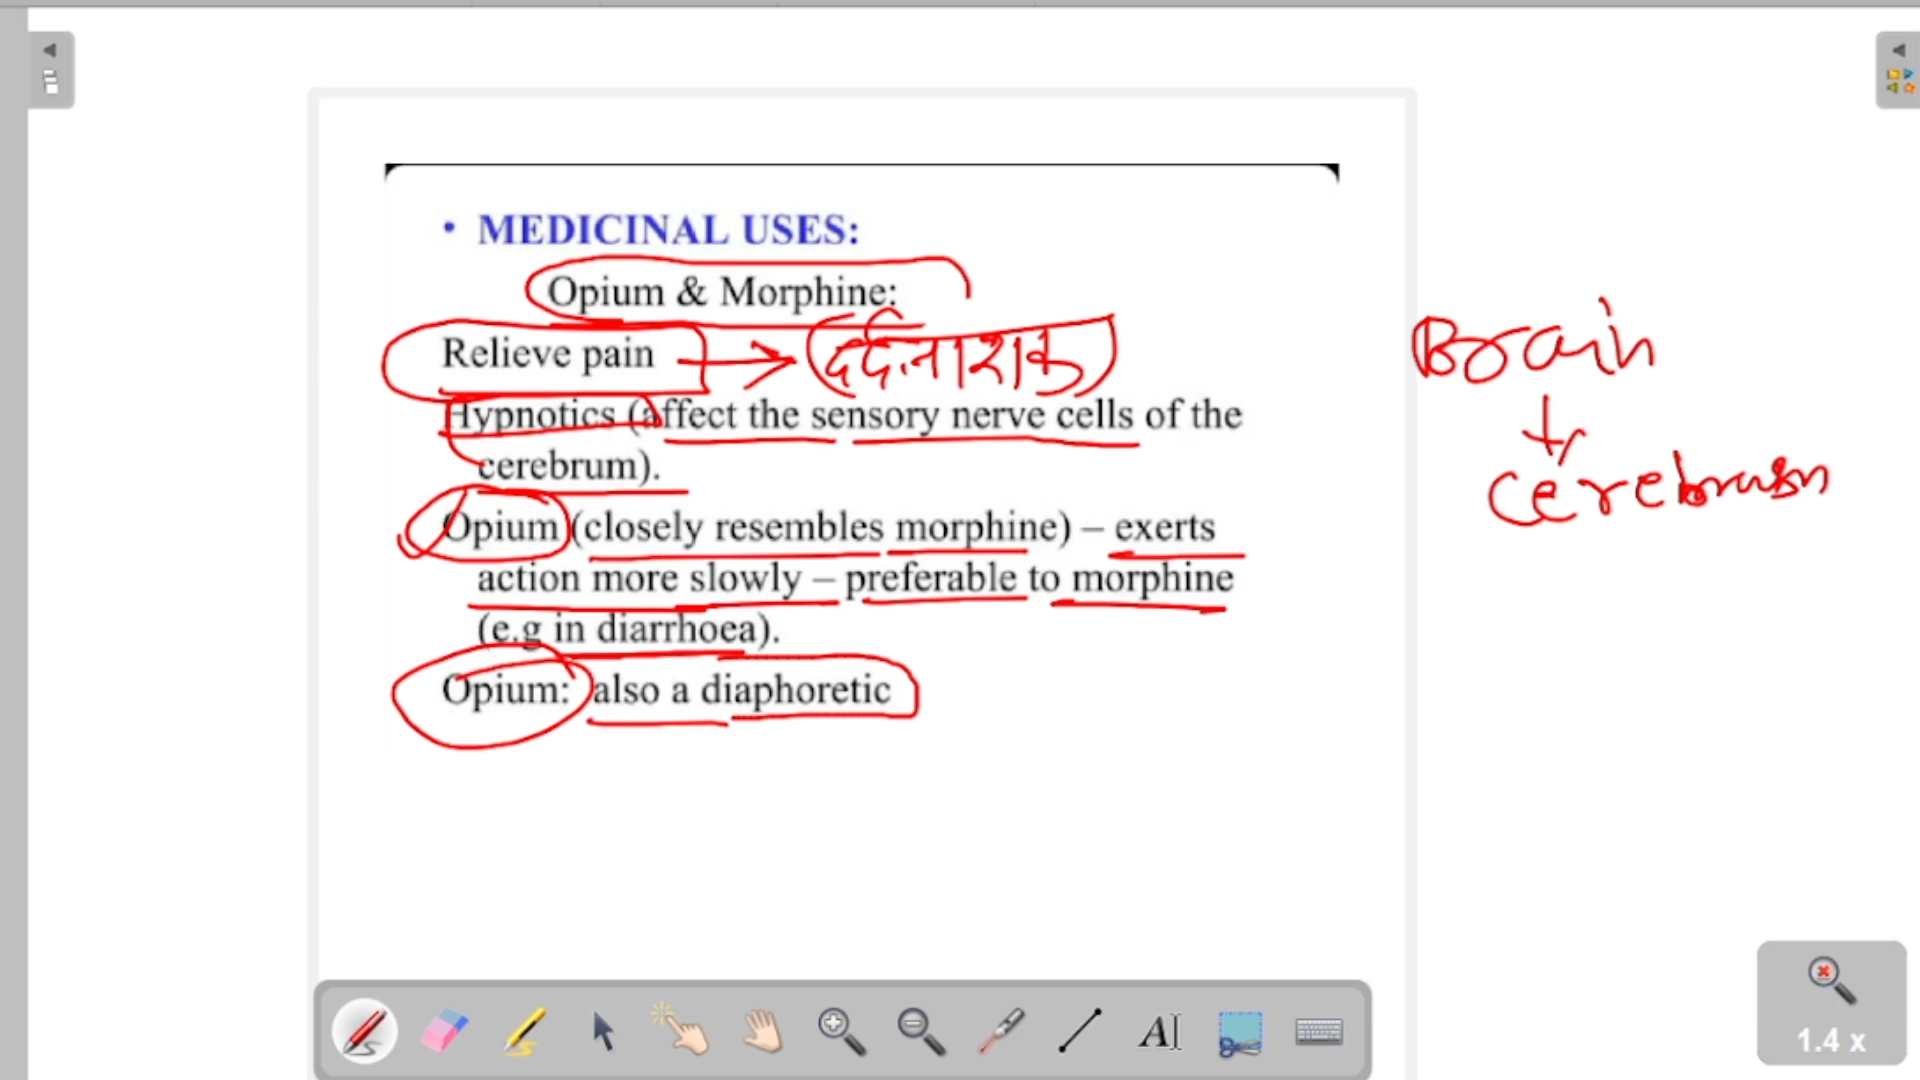 • MEDICINAL USES:
Opium & Morphine:
Relieve pain → दर्दनाशक
Hypnotics (affect the sensory nerve cells of the
cerebrum).
Opium (closely resembles morphine) – exerts
action more slowly – preferable to morphine
(e.g in diarrhoea).
Opium: also a diaphoretic
Brain
cerebrum
1.4 x